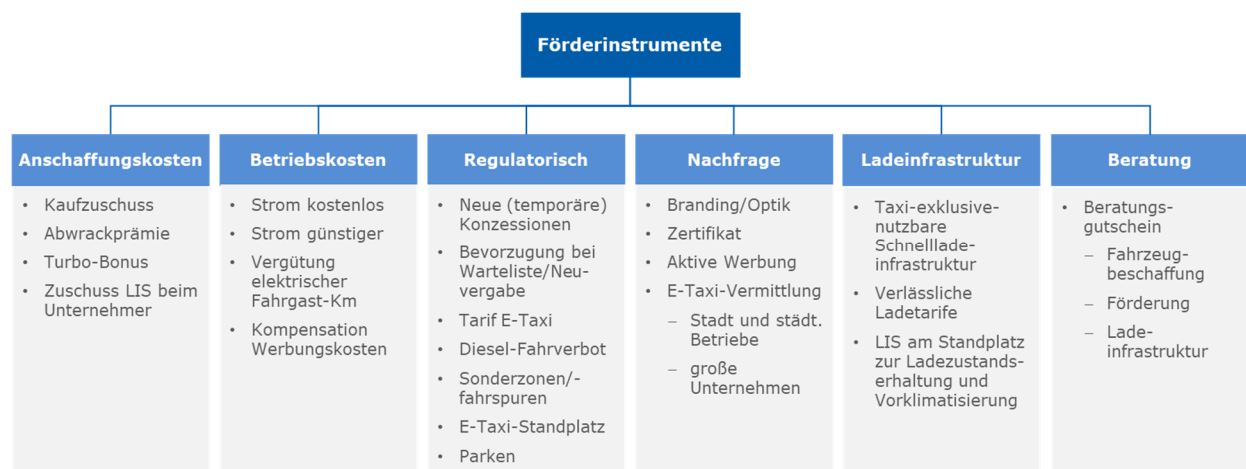 Förderinstrumente
Anschaffungskosten
• Kaufzuschuss
• Abwrackprämie
• Turbo-Bonus
• Zuschuss LIS beim
Unternehmer
Betriebskosten
• Strom kostenlos
• Strom günstiger
• Vergütung
elektrischer
Fahrgast-Km
• Kompensation
Werbungskosten
Regulatorisch
• Neue (temporäre)
Konzessionen
• Bevorzugung bei
Warteliste/Neu-
vergabe
• Tarif E-Taxi
• Diesel-Fahrverbot
• Sonderzonen/-
fahrspuren
• E-Taxi-Standplatz
• Parken
Nachfrage
• Branding/Optik
• Zertifikat
• Aktive Werbung
• E-Taxi-Vermittlung
– Stadt und städt.
Betriebe
– große
Unternehmen
Ladeinfrastruktur
• Taxi-exklusive-
nutzbare
Schnelllade-
infrastruktur
• Verlässliche
Ladetarife
• LIS am Standplatz
zur Ladezustands-
erhaltung und
Vorklimatisierung
Beratung
• Beratungs-
gutschein
– Fahrzeug-
beschaffung
– Förderung
– Lade-
infrastruktur